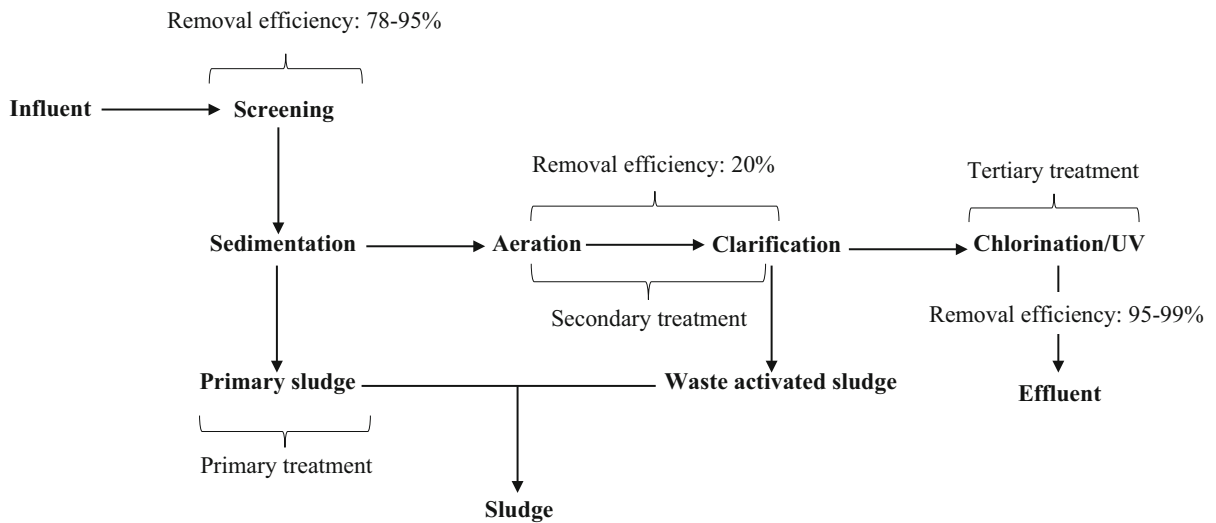 Removal efficiency: 78-95%
Influent
Screening
Removal efficiency: 20%
Tertiary treatment
Sedimentation
Aeration
Clarification
Chlorination/UV
Secondary treatment
Removal efficiency: 95-99%
Primary sludge
Waste activated sludge
Effluent
Primary treatment
Sludge